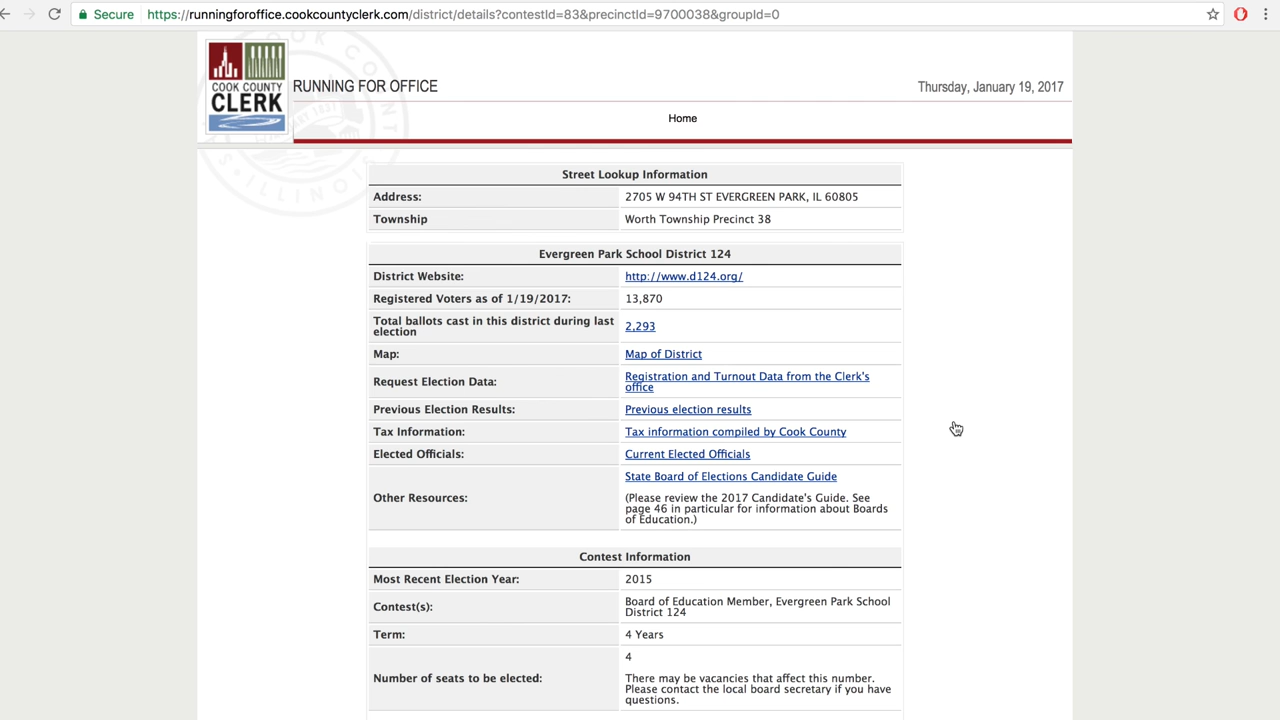 Secure
https://runningforoffice.cookcountyclerk.com/district/details?contestId=83&precinctId=9700038&groupId=0
COOK COUNTY
CLERK
RUNNING FOR OFFICE
Thursday, January 19, 2017
Home
Street Lookup Information
Address:
2705 W 94TH ST EVERGREEN PARK, IL 60805
Township
Worth Township Precinct 38
Evergreen Park School District 124
District Website:
http://www.d124.org/
Registered Voters as of 1/19/2017:
13,870
Total ballots cast in this district during last
election
2,293
Map:
Map of District
Request Election Data:
Registration and Turnout Data from the Clerk's
office
Previous Election Results:
Previous election results
Tax Information:
Tax information compiled by Cook County
Elected Officials:
Current Elected Officials
Other Resources:
State Board of Elections Candidate Guide
(Please review the 2017 Candidate's Guide. See
page 46 in particular for information about Boards
of Education.)
Contest Information
Most Recent Election Year:
2015
Contest(s):
Board of Education Member, Evergreen Park School
District 124
Term:
4 Years
Number of seats to be elected:
4
There may be vacancies that affect this number.
Please contact the local board secretary if you have
questions.